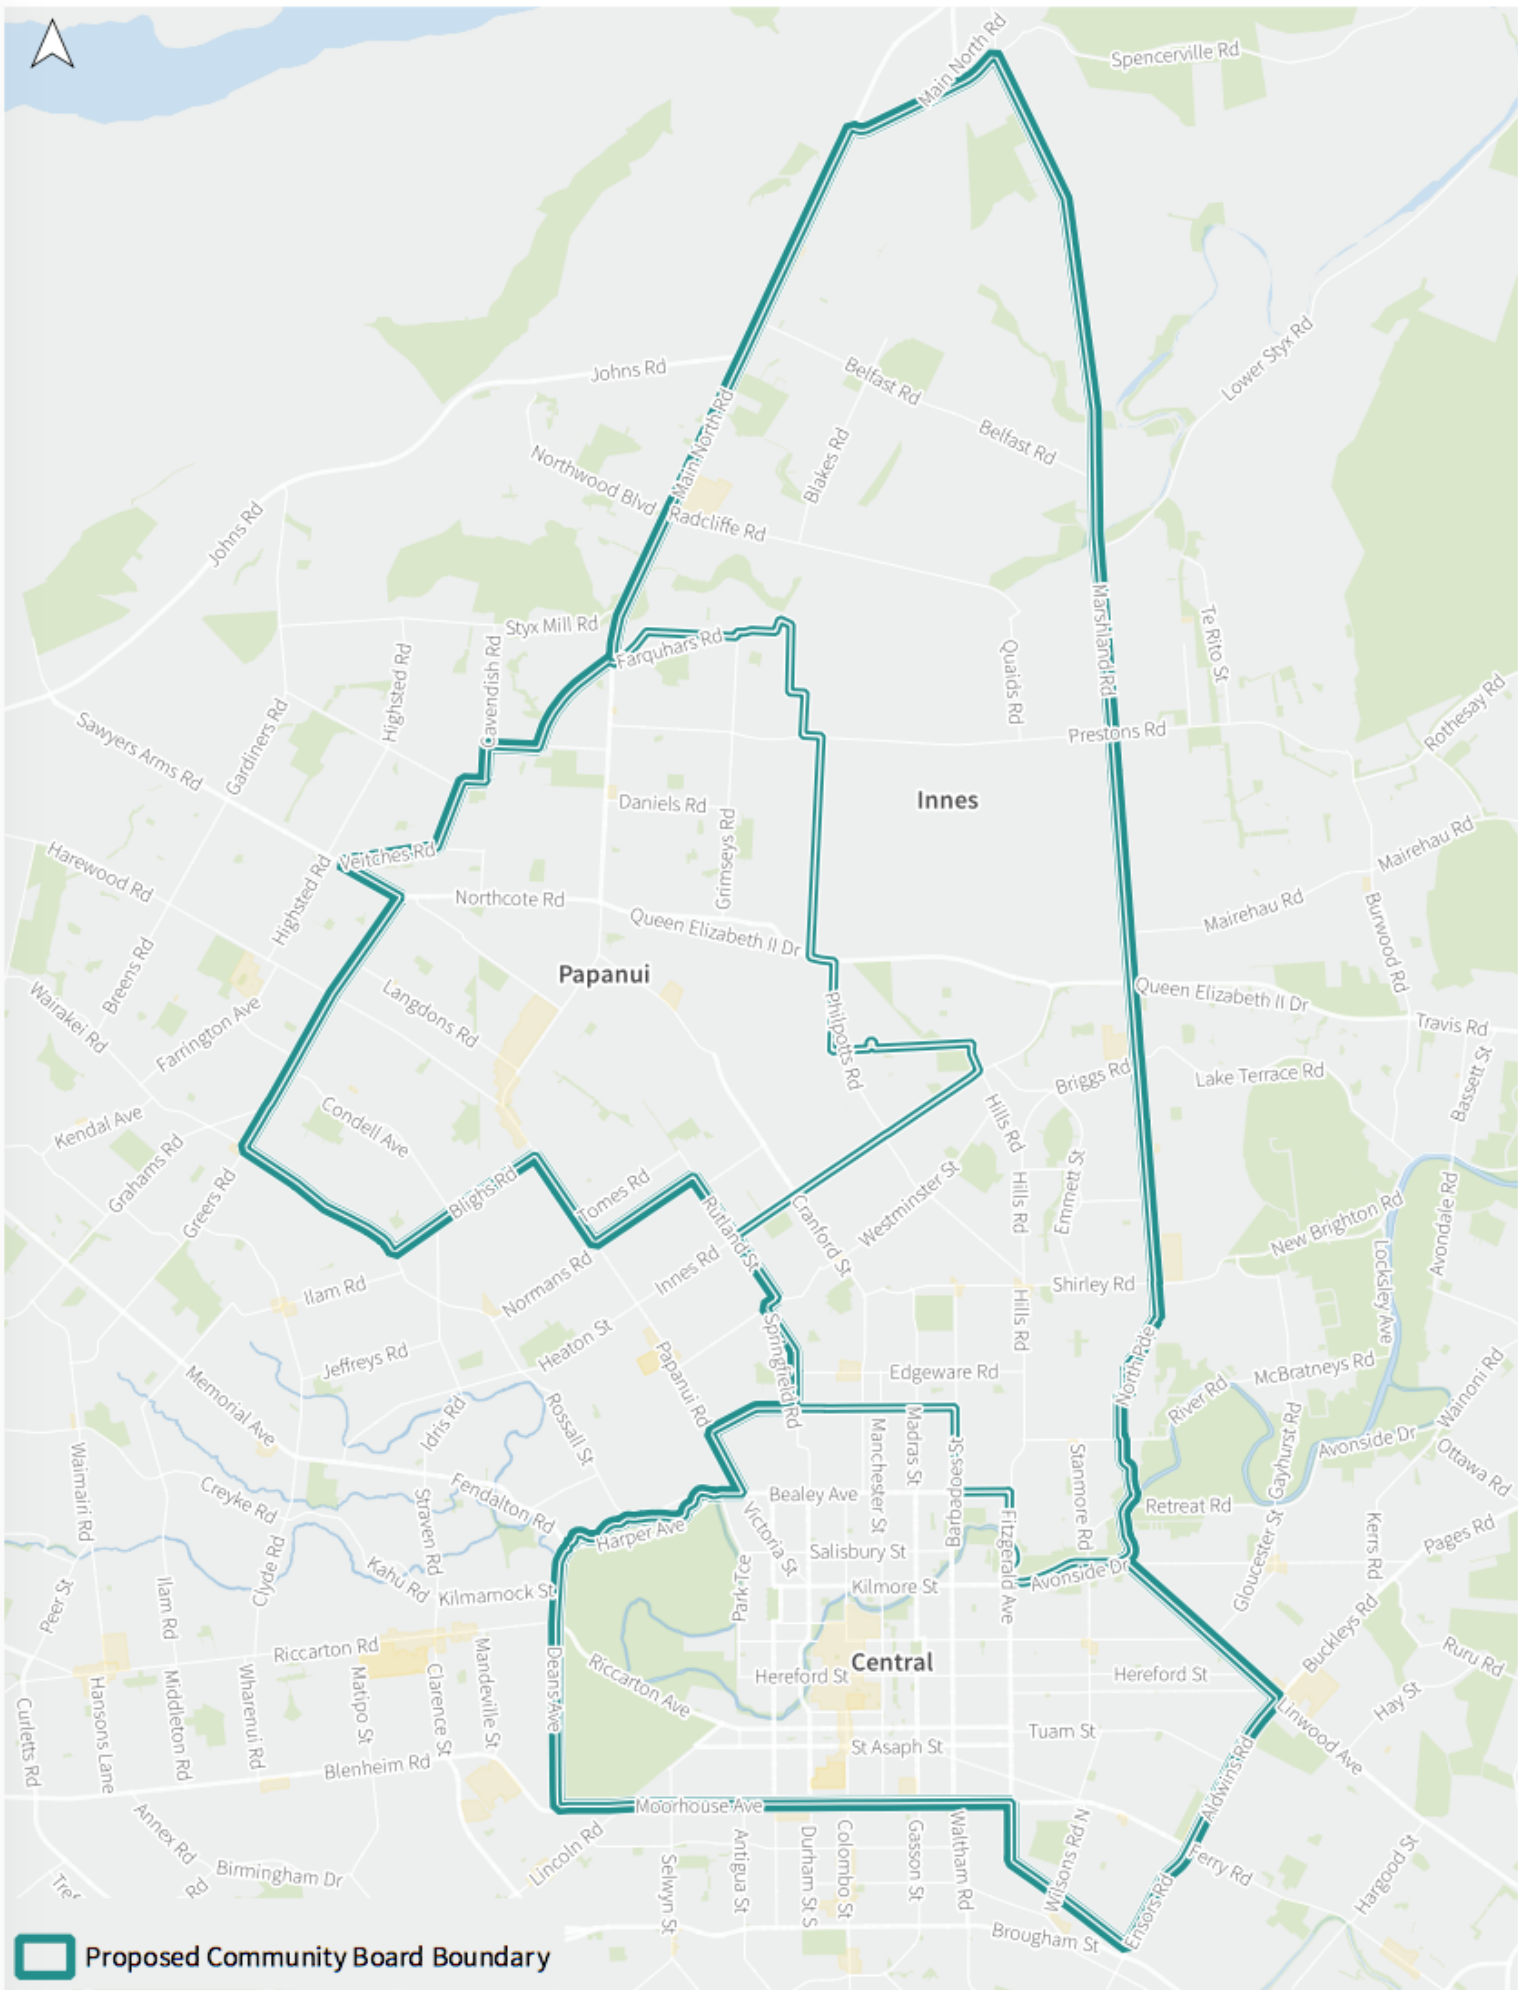 Main North Rd
Spencerville Rd
Johns Rd
Belfast Rd
Lower Styx Rd
Main North Rd
Belfast Rd
Blakes Rd
Northwood Blvd
Radcliffe Rd
Johns Rd
Styx Mill Rd
Farquhars Rd
Marshland Rd
Te Rito St
Quaids Rd
Cavendish Rd
Highsted Rd
Gardiners Rd
Sawyers Arms Rd
Prestons Rd
Rothesay Rd
Daniels Rd
Innes
Grimseys Rd
Veitches Rd
Mairehau Rd
Harewood Rd
Highsted Rd
Northcote Rd
Queen Elizabeth II Dr
Mairehau Rd
Burwood Rd
Breens Rd
Papanui
Wairakei Rd
Farrington Ave
Langdons Rd
Philpotts Rd
Queen Elizabeth II Dr
Travis Rd
Briggs Rd
Lake Terrace Rd
Bassett St
Kendal Ave
Condell Ave
Hills Rd
Grahams Rd
Greers Rd
Blighs Rd
Tomes Rd
Rutland St
Cranford St
Westminster St
Hills Rd
Emmett St
New Brighton Rd
Avondale Rd
Locksley Ave
Ilam Rd
Normans Rd
Innes Rd
Shirley Rd
Hills Rd
Jeffreys Rd
Heaton St
Papanui Rd
Springfield Rd
Edgeware Rd
North Pde
McBratneys Rd
River Rd
Wainoni Rd
Memorial Ave
Idris Rd
Rossall St
Manchester St
Madras St
Barbadoes St
Stanmore Rd
Gayhurst Rd
Avonside Dr
Ottawa Rd
Waimairi Rd
Creyke Rd
Straven Rd
Fendalton Rd
Bealey Ave
Victoria St
Retreat Rd
Harper Ave
Salisbury St
Fitzgerald Ave
Kerrs Rd
Pages Rd
Gloucester St
Peer St
Ilam Rd
Clyde Rd
Kahu Rd
Kilmarnock St
Park Tce
Kilmore St
Avonside Dr
Buckleys Rd
Riccarton Rd
Deans Ave
Riccarton Ave
Hereford St
Central
Hereford St
Ruru Rd
Curletts Rd
Hansons Lane
Middleton Rd
Wharenui Rd
Matipo St
Clarence St
Mandeville St
Tuam St
Hay St
Linwood Ave
St Asaph St
Blenheim Rd
Aldwins Rd
Moorhouse Ave
Annex Rd
Lincoln Rd
Birmingham Dr
Rd
Selwyn St
Antigua St
Durham St S
Colombo St
Gasson St
Waltham Rd
Wilsons Rd N
Ferry Rd
Ensors Rd
Hargood St
Brougham St
Proposed Community Board Boundary